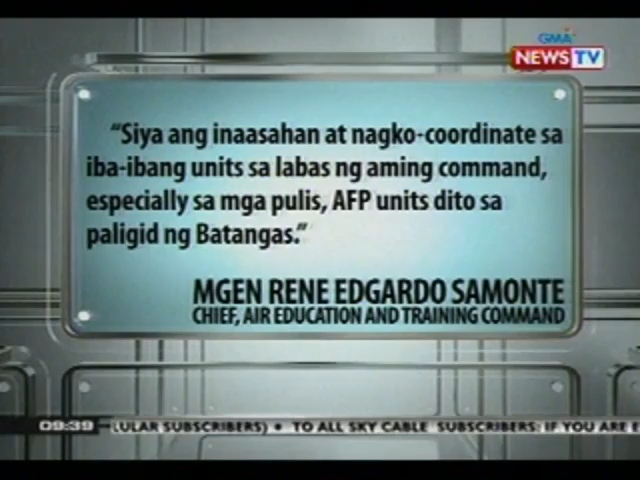 GMA
NEWS TV
"Siya ang inaasahan at nagko-coordinate sa
iba-ibang units sa labas ng aming command,
especially sa mga pulis, AFP units dito sa
paligid ng Batangas."
MGEN RENE EDGARDO SAMONTE
CHIEF, AIR EDUCATION AND TRAINING COMMAND
09:39 LULAR SUBSCRIBERS) • TO ALL SKY CABLE SUBSCRIBERS: IF YOU ARE E